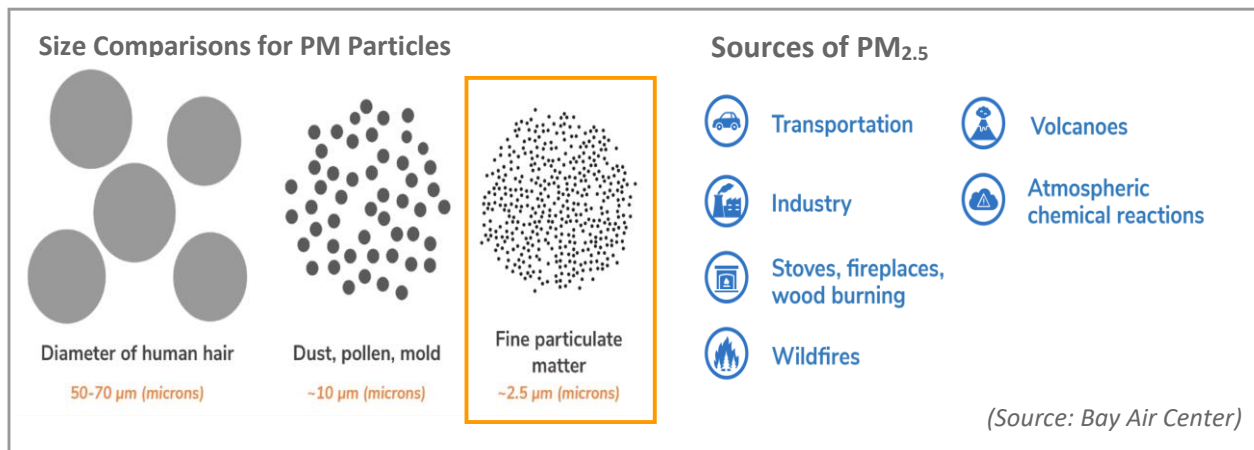 Size Comparisons for PM Particles
Diameter of human hair
50-70 µm (microns)
Dust, pollen, mold
~10 µm (microns)
Fine particulate
matter
~2.5 µm (microns)
Sources of PM2.5
Transportation
Industry
Stoves, fireplaces,
wood burning
Wildfires
Volcanoes
Atmospheric
chemical reactions
(Source: Bay Air Center)